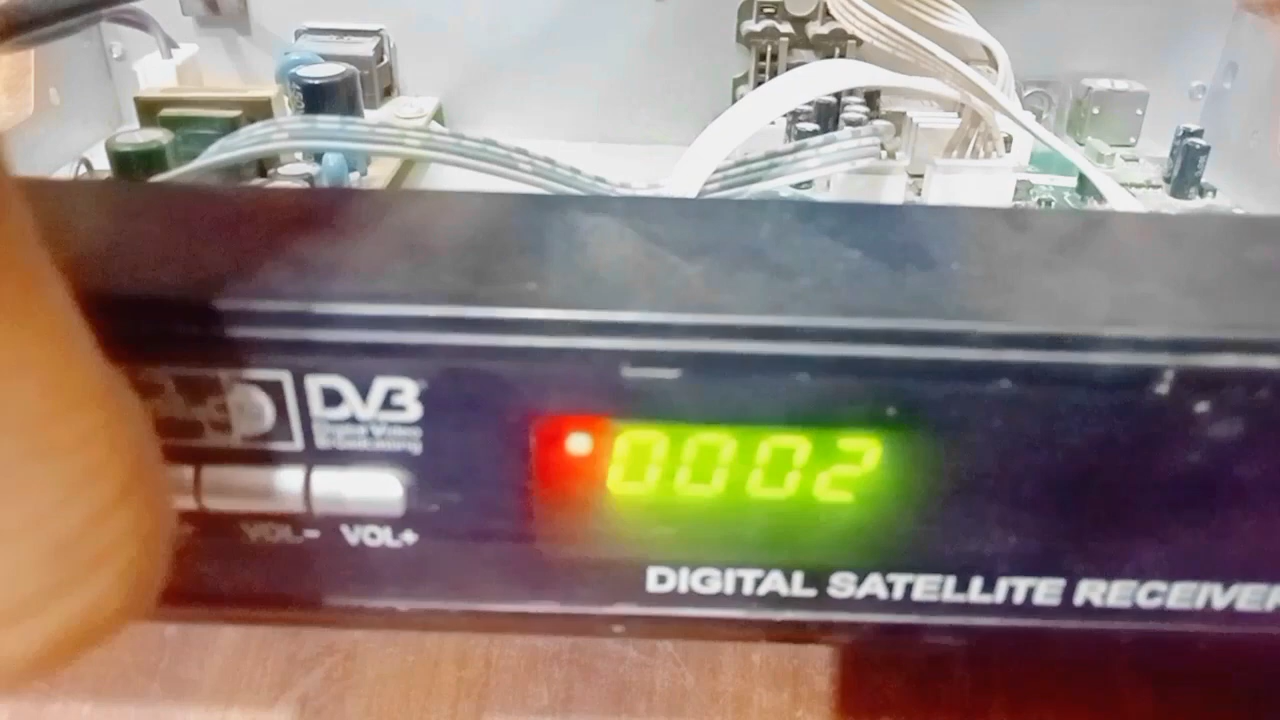 DVB
Digital Video
Broadcasting
0002
VOL- VOL+
DIGITAL SATELLITE RECEIVER